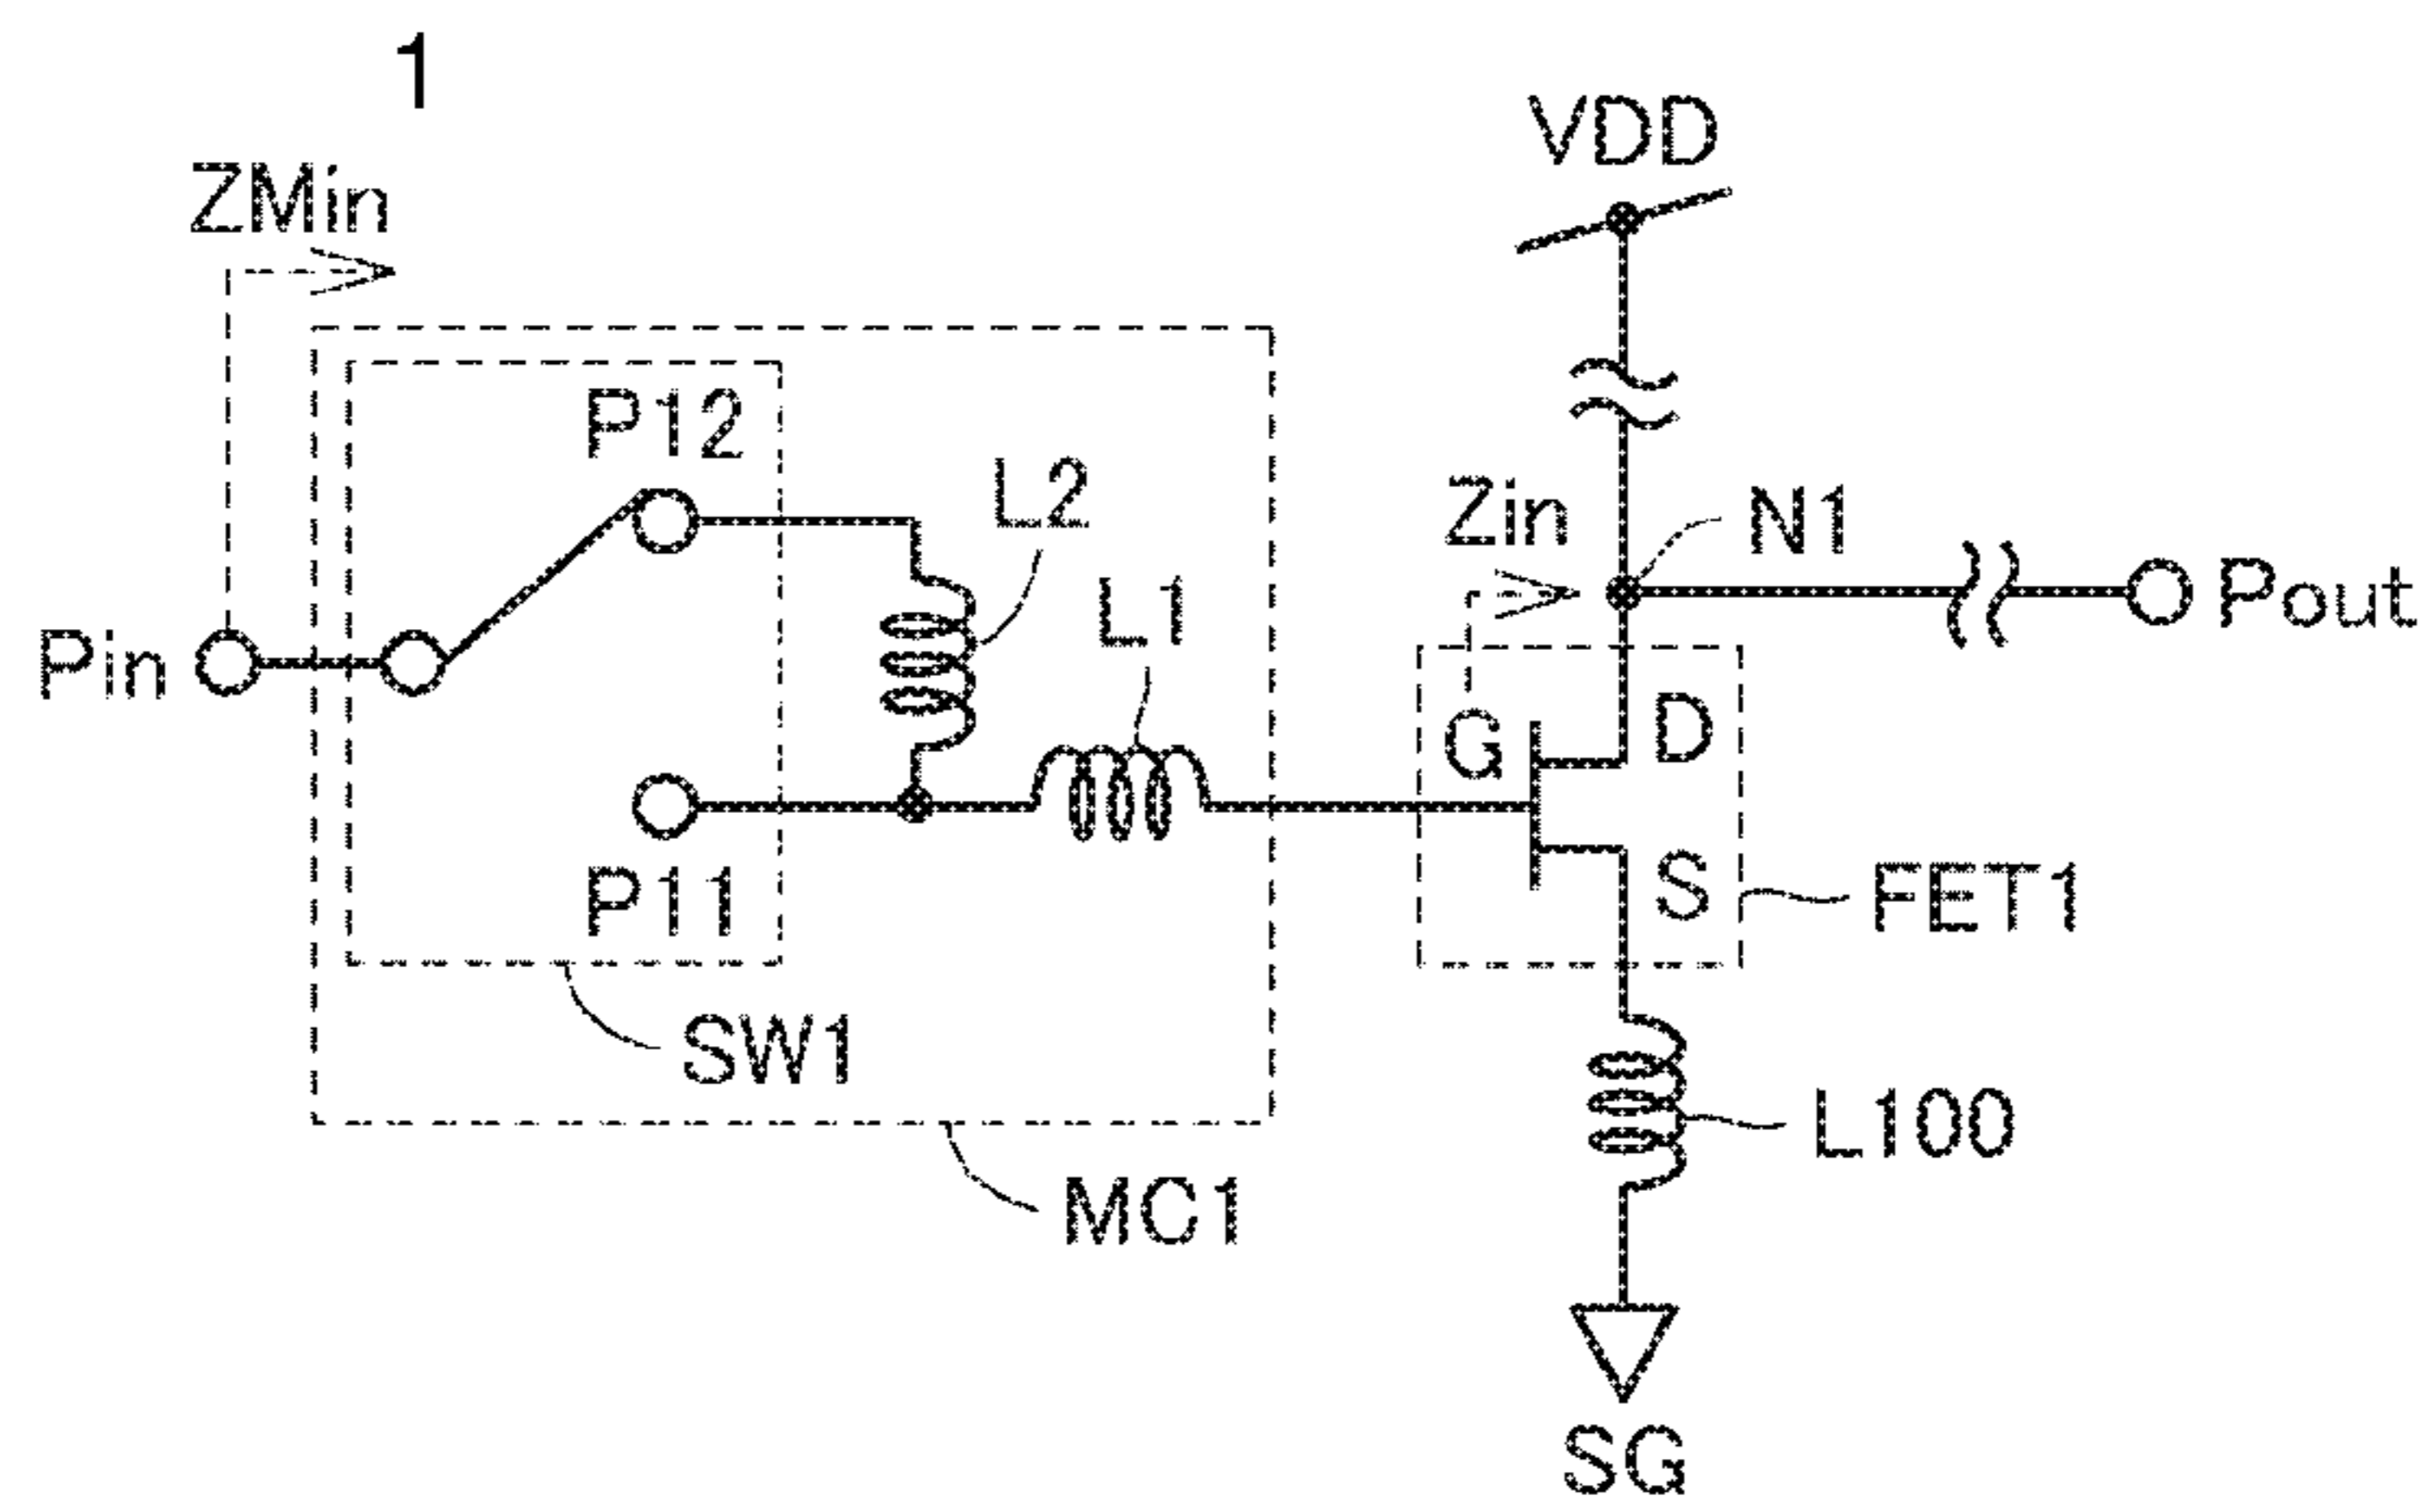 1
ZMin
VDD
P12
L2
Zin
N1
L1
Pin
Pout
G
D
S
P11
FET1
SW1
L100
MC1
SG